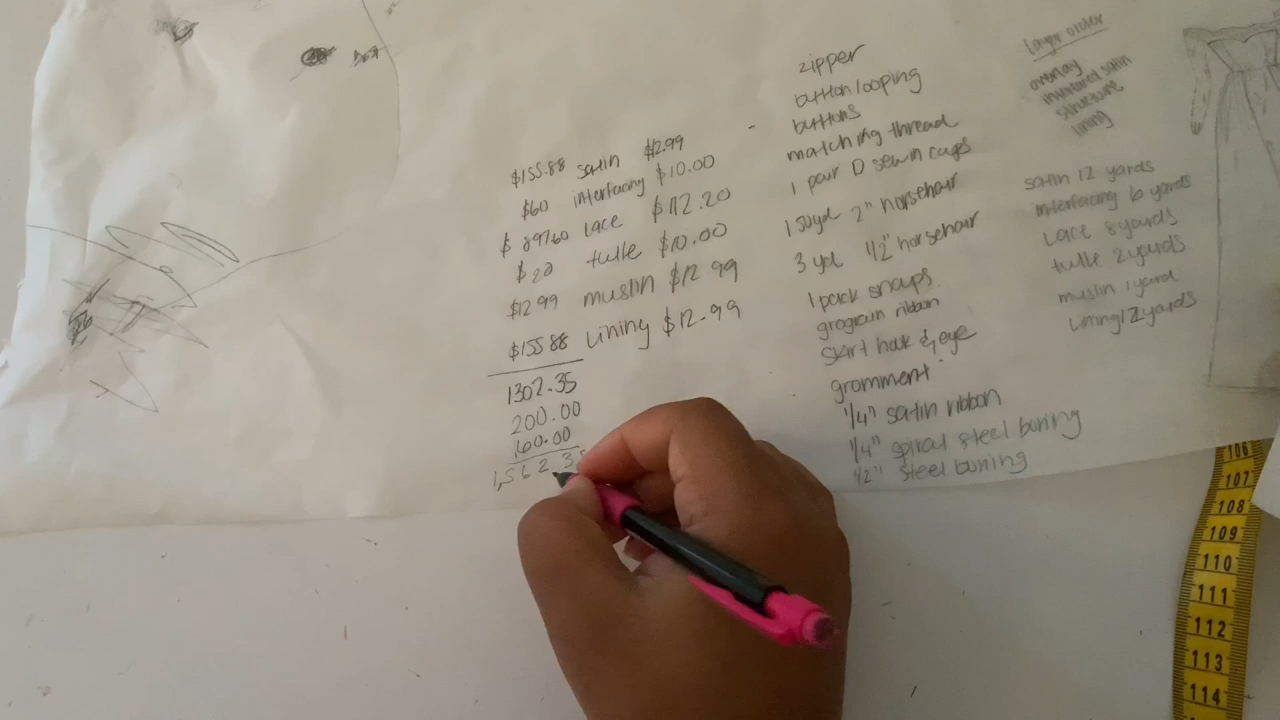 $155.88 satin $12.99
$60 interfacing $10.00
$ 897.60 lace $112.20
$20 tulle $10.00
$12.99 muslin $12 99
$155 88 lining $12.99
1302.35
200.00
60.00
1,562 35
zipper
button looping
buttons
matching thread
1 pair D sew in cups
1 50yd 2" horsehair
3 yd 1/2" horsehair
1 pack snaps
grograin ribbon
skirt hook & eye
gromment
1/4" satin ribbon
1/4" spiral steel boning
1/2" steel boning
layer order
overlay
structure
lining
satin 12 yards
interfacing 6 yards
lace 8 yards
tulle 2 yards
muslin 1 yard
lining 12 yards
106
107
108
109
110
111
112
113
114